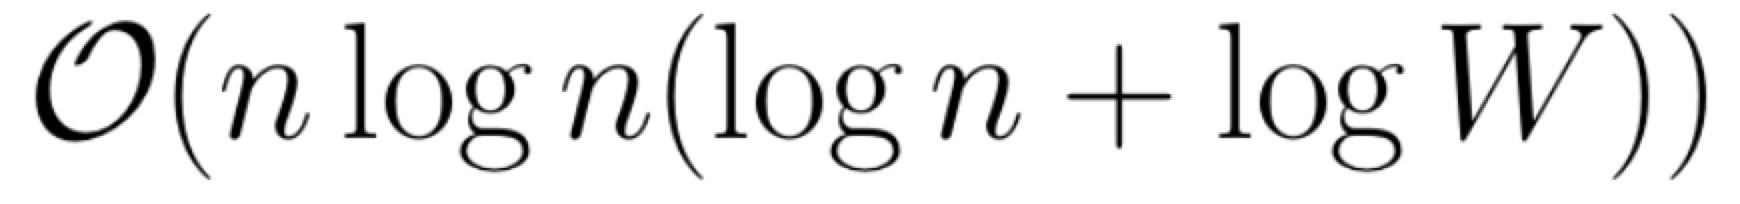 𝒪(n log n(log n + log W))